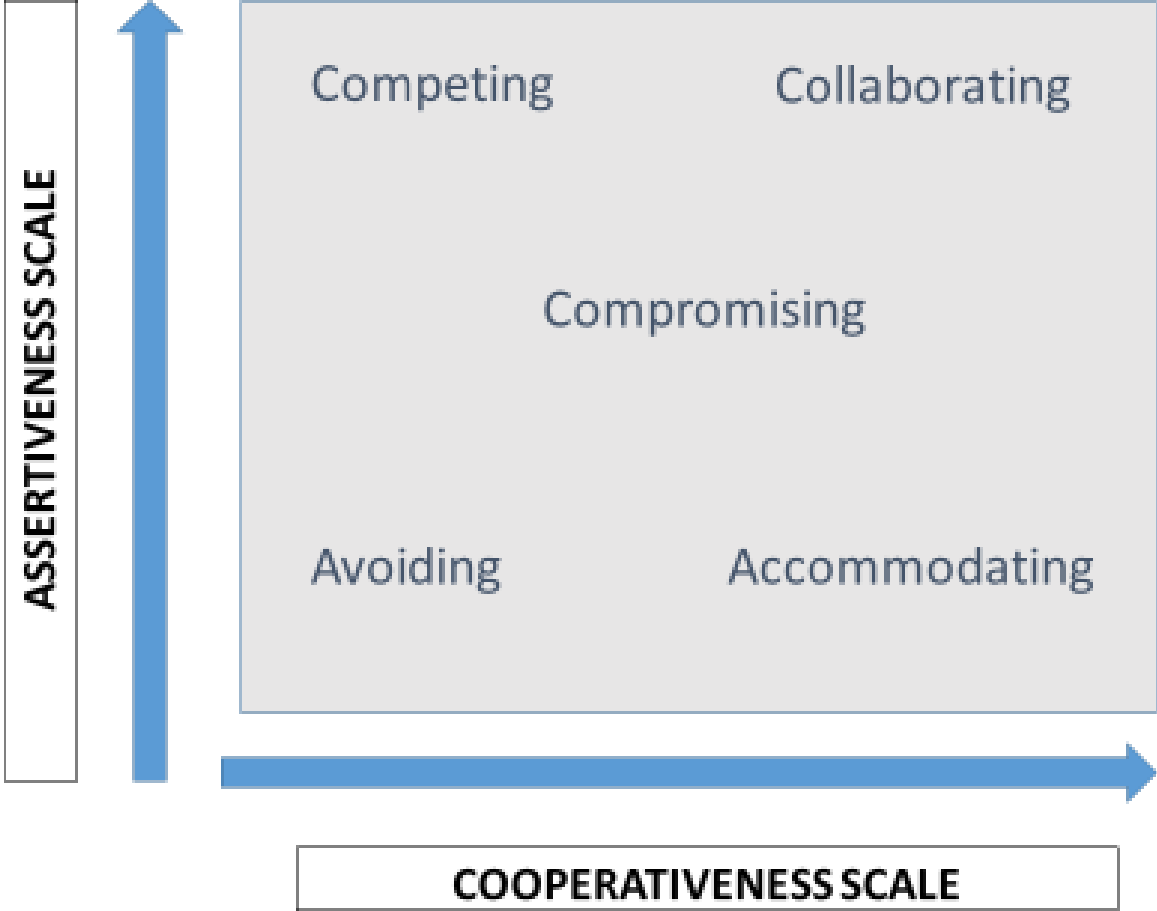 ASSERTIVENESS SCALE
Competing
Collaborating
Compromising
Avoiding
Accommodating
COOPERATIVENESS SCALE